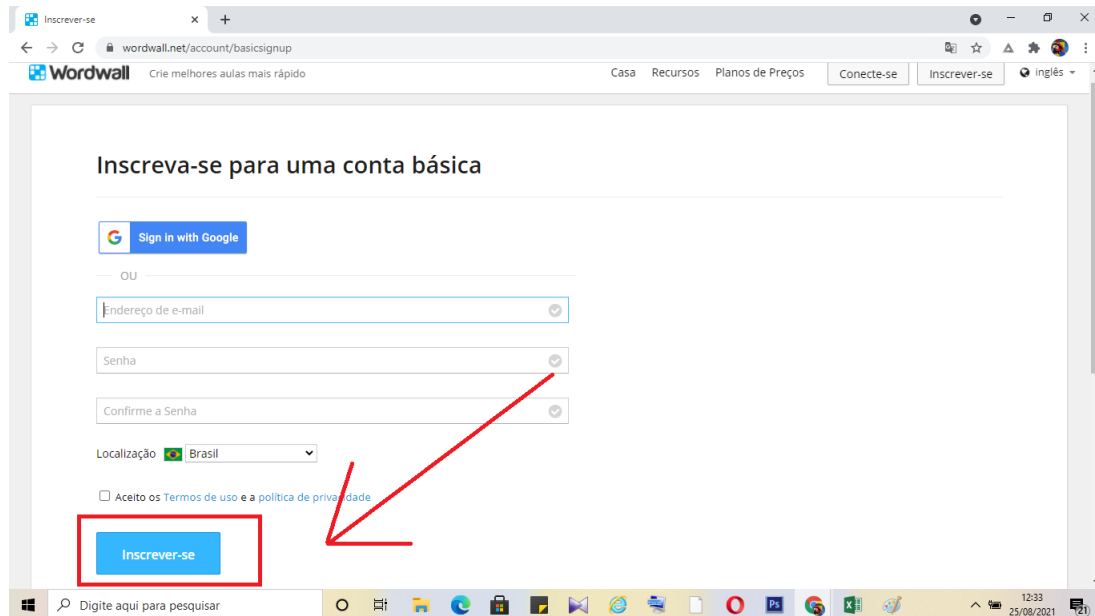 Inscrever-se
wordwall.net/account/basicsignup
Wordwall Crie melhores aulas mais rápido Casa Recursos Planos de Preços Conecte-se Inscrever-se inglês
Inscreva-se para uma conta básica
G Sign in with Google
OU
Endereço de e-mail
Senha
Confirme a Senha
Localização Brasil
Aceito os Termos de uso e a política de privacidade
Inscrever-se
Digite aqui para pesquisar Ps 12:33
25/08/2021 21